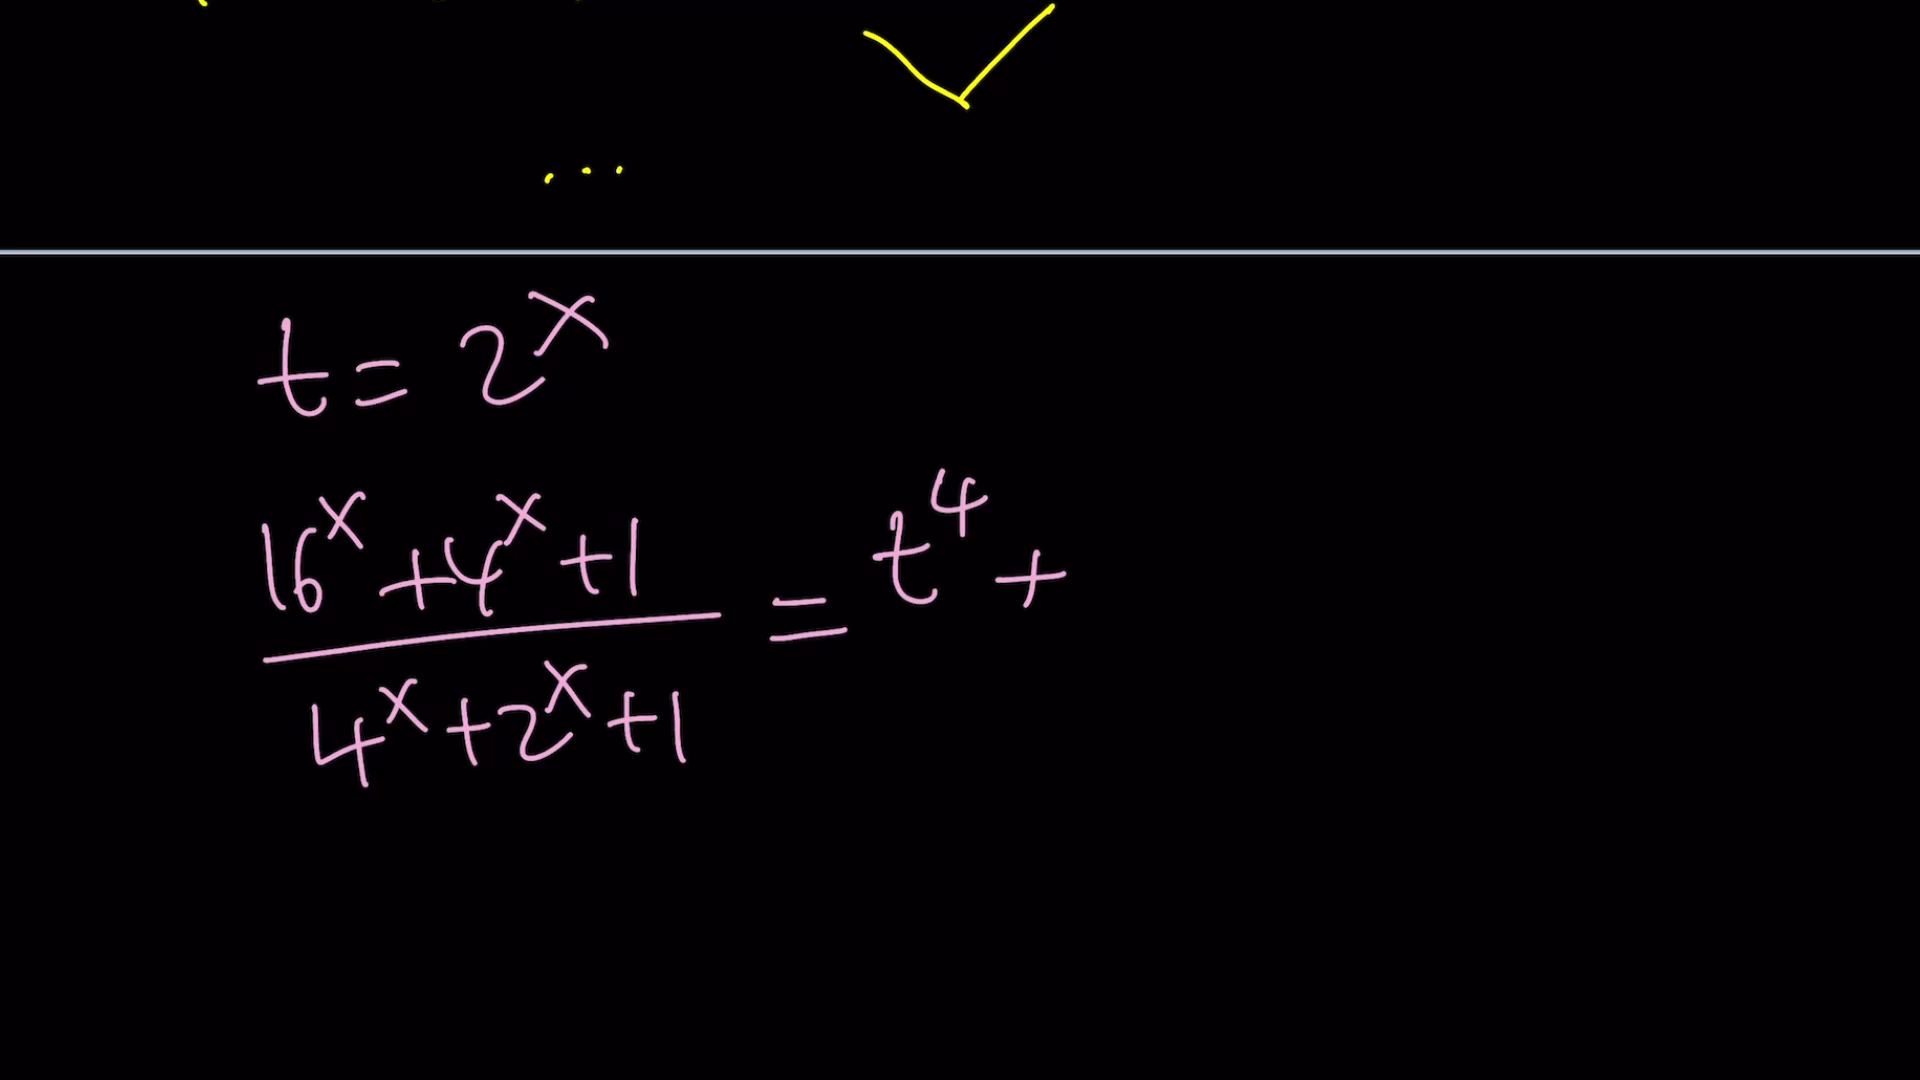 ...
t = 2^x
16^x + 4^x + 1
= t^4 +
4^x + 2^x + 1